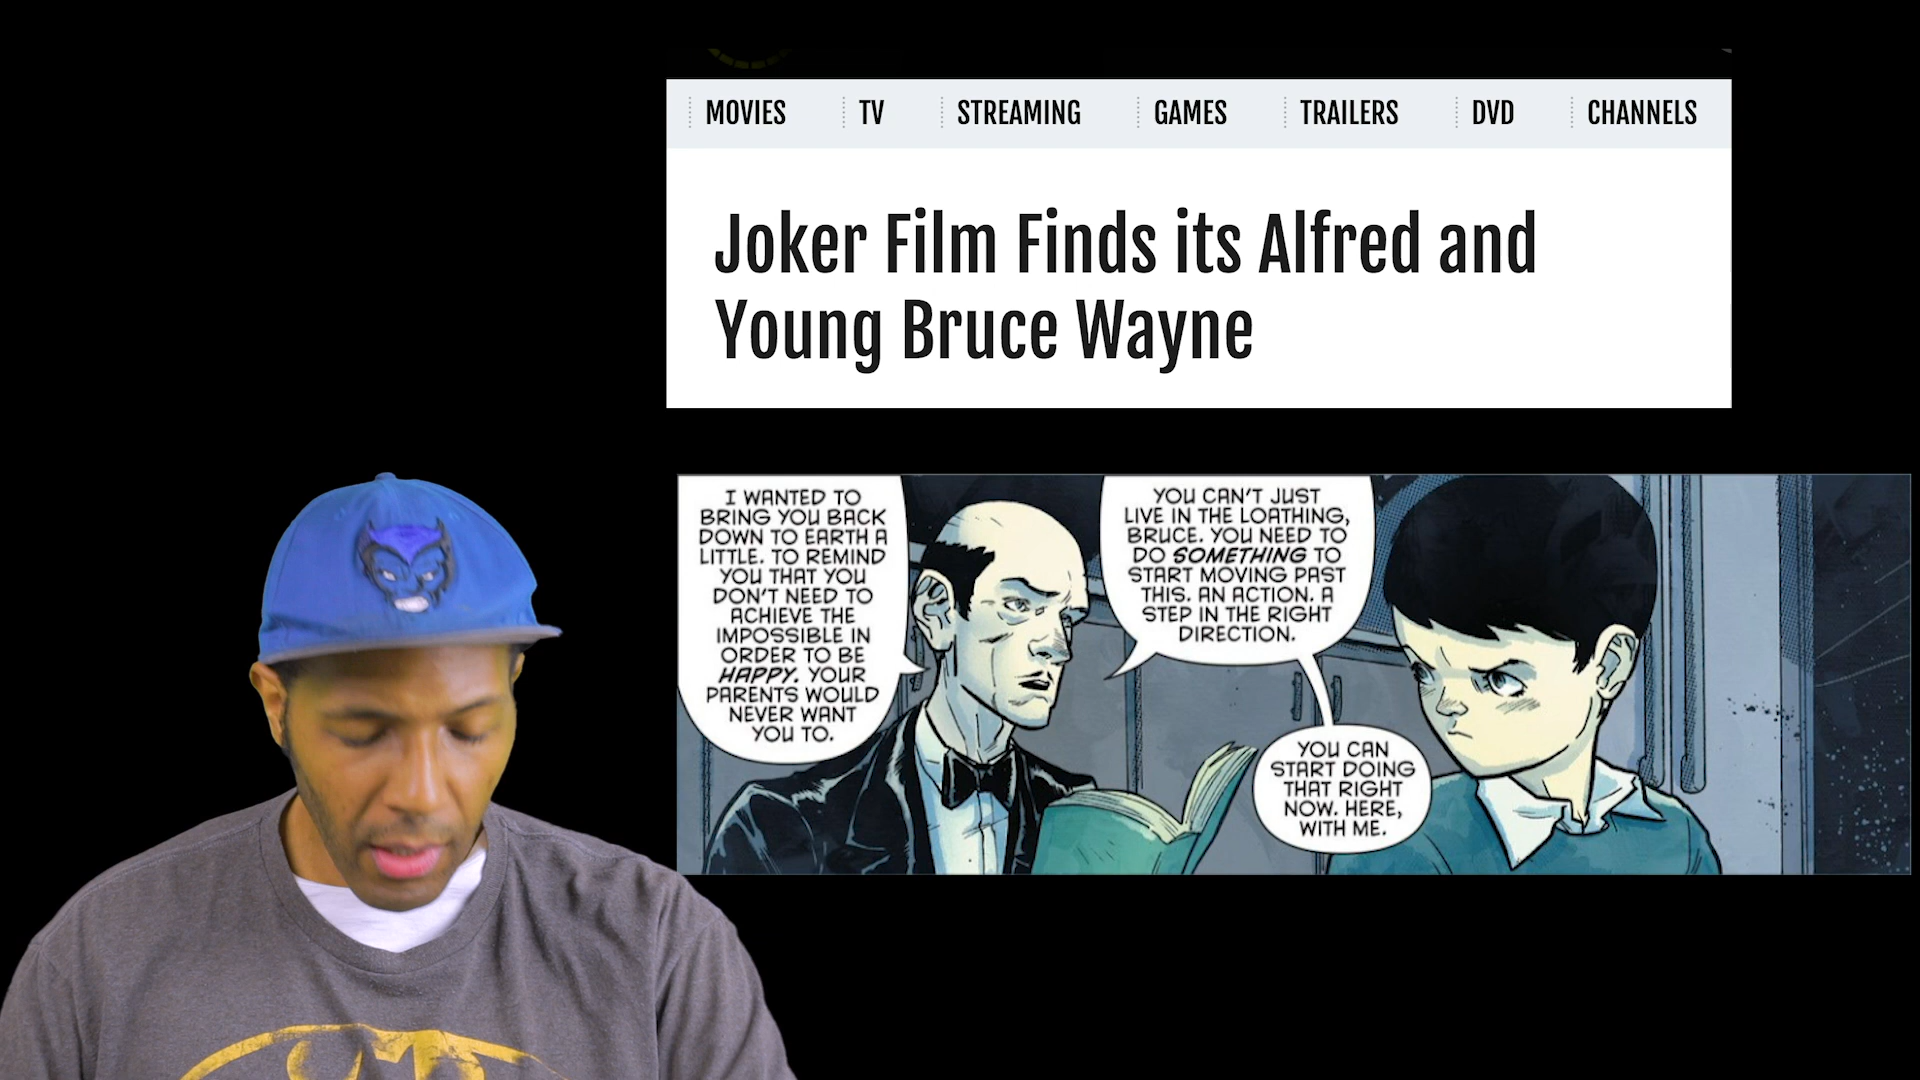 MOVIES TV STREAMING GAMES TRAILERS DVD CHANNELS
Joker Film Finds its Alfred and
Young Bruce Wayne
I WANTED TO
BRING YOU BACK
DOWN TO EARTH A
LITTLE. TO REMIND
YOU THAT YOU
DON'T NEED TO
ACHIEVE THE
IMPOSSIBLE IN
ORDER TO BE
HAPPY. YOUR
PARENTS WOULD
NEVER WANT
YOU TO.
YOU CAN'T JUST
LIVE IN THE LOATHING,
BRUCE. YOU NEED TO
DO SOMETHING TO
START MOVING PAST
THIS. AN ACTION. A
STEP IN THE RIGHT
DIRECTION.
YOU CAN
START DOING
THAT RIGHT
NOW. HERE,
WITH ME.